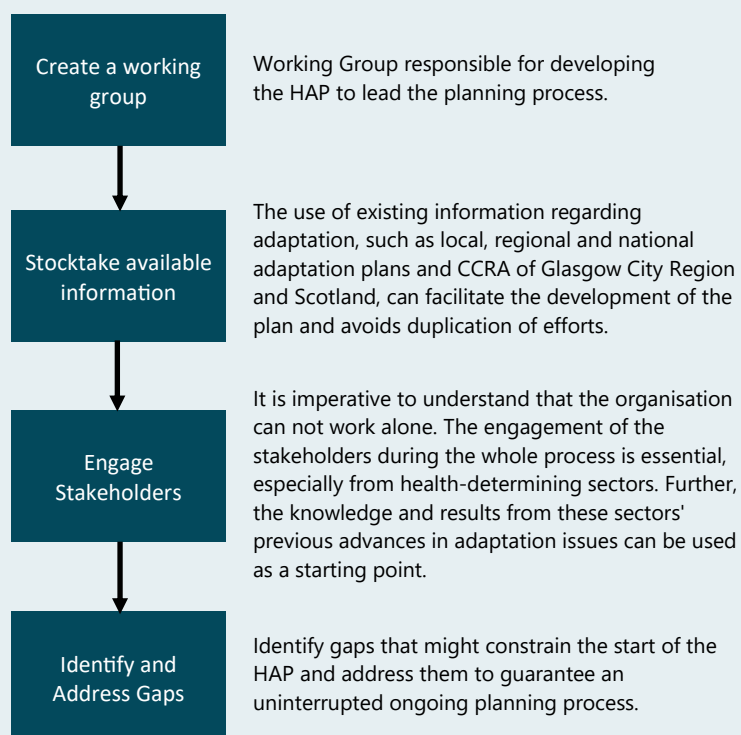 Create a working
group
Working Group responsible for developing
the HAP to lead the planning process.
Stocktake available
information
The use of existing information regarding
adaptation, such as local, regional and national
adaptation plans and CCRA of Glasgow City Region
and Scotland, can facilitate the development of the
plan and avoids duplication of efforts.
Engage
Stakeholders
It is imperative to understand that the organisation
can not work alone. The engagement of the
stakeholders during the whole process is essential,
especially from health-determining sectors. Further,
the knowledge and results from these sectors'
previous advances in adaptation issues can be used
as a starting point.
Identify and
Address Gaps
Identify gaps that might constrain the start of the
HAP and address them to guarantee an
uninterrupted ongoing planning process.